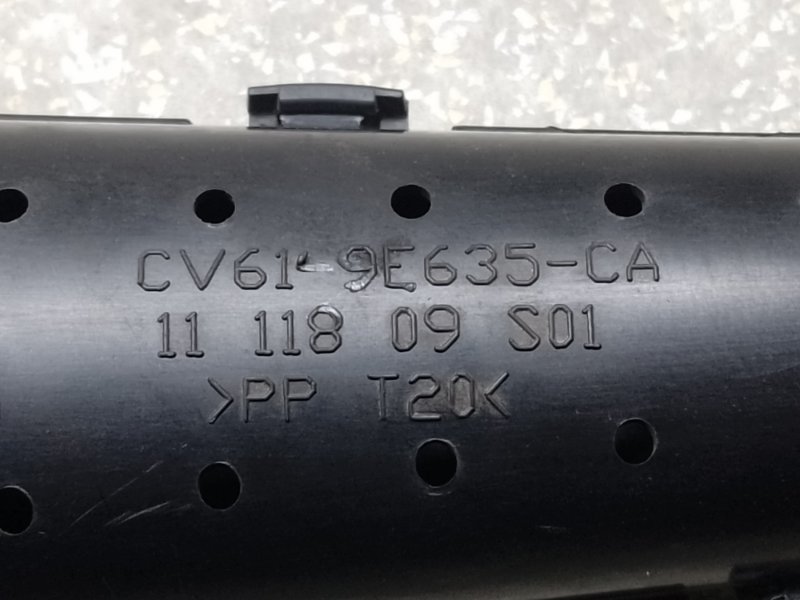 CV61-9E635-CA
11 118 09 S01
>PP T20<